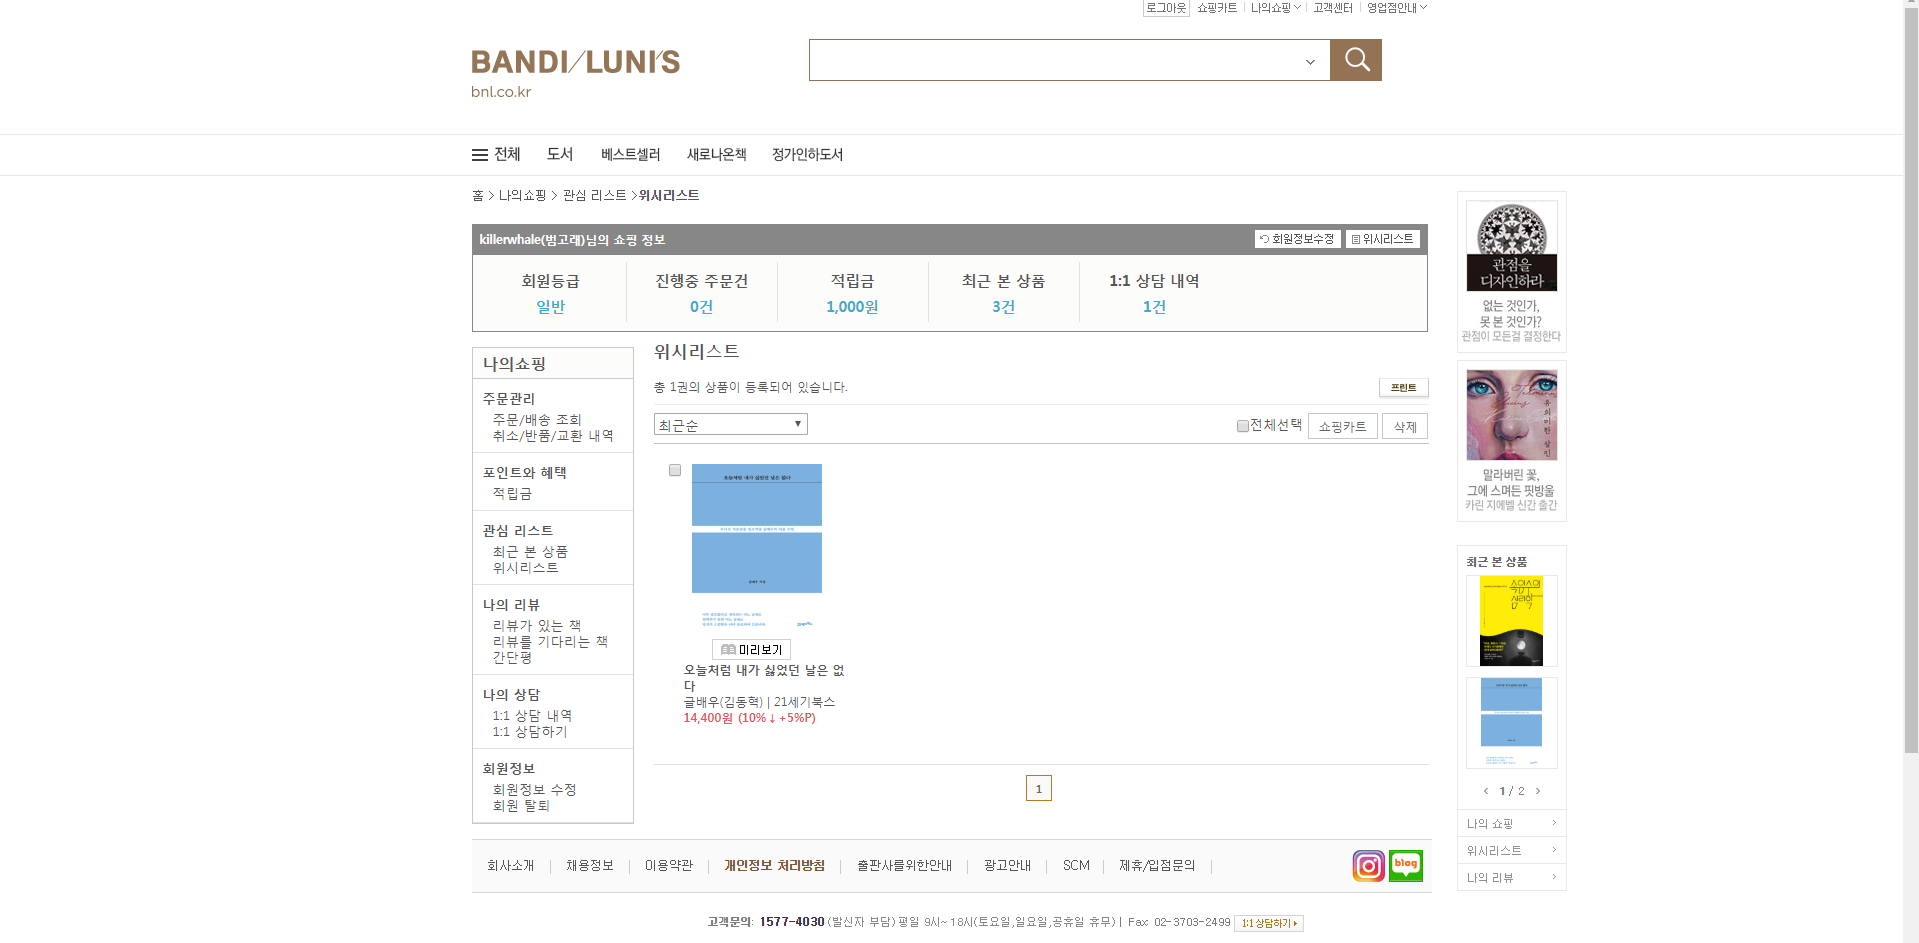 로그아웃 쇼핑카트 나의쇼핑 고객센터 영업점안내
BANDI/LUNI'S
bnl.co.kr
전체 도서 베스트셀러 새로나온책 정가인하도서
홈 > 나의쇼핑 > 관심 리스트 >위시리스트
killerwhale(범고래)님의 쇼핑 정보 회원정보수정 위시리스트
회원등급 진행중 주문건 적립금 최근 본 상품 1:1 상담 내역
일반 0건 1,000원 3건 1건
나의쇼핑
주문관리
주문/배송 조회
취소/반품/교환 내역
포인트와 혜택
적립금
관심 리스트
최근 본 상품
위시리스트
나의 리뷰
리뷰가 있는 책
리뷰를 기다리는 책
간단평
나의 상담
1:1 상담 내역
1:1 상담하기
회원정보
회원정보 수정
회원 탈퇴
위시리스트
총 1권의 상품이 등록되어 있습니다.
프린트
최근순 ▼ 전체선택 쇼핑카트 삭제
오늘처럼 내가 싫었던 날은 없다
미리보기
오늘처럼 내가 싫었던 날은 없
다
글배우(김동혁) | 21세기북스
14,400원 (10%↓+5%P)
1
관점을
디자인하라
없는 것인가,
못 본 것인가?
관점이 모든걸 결정한다
유의미한 살인
말라버린 꽃,
그에 스며든 핏방울
카린 지에벨 신간 출간
최근 본 상품
1 / 2
나의 쇼핑
위시리스트
나의 리뷰
회사소개 채용정보 이용약관 개인정보 처리방침 출판사를위한안내 광고안내 SCM 제휴/입점문의
blog
고객문의: 1577-4030 (발신자 부담) 평일 9시~18시(토요일,일요일,공휴일 휴무) | Fax: 02-3703-2499 1:1 상담하기